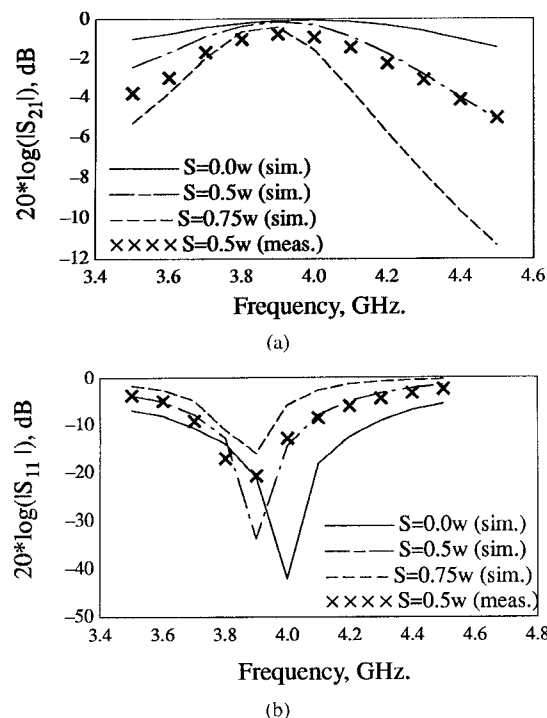 0
−2
−4
−6
−8
−10
−12
20*log(|S21|), dB
S=0.0w (sim.)
S=0.5w (sim.)
S=0.75w (sim.)
S=0.5w (meas.)
3.4 3.6 3.8 4.0 4.2 4.4 4.6
Frequency, GHz.
(a)
0
−10
−20
−30
−40
−50
20*log(|S11|), dB
S=0.0w (sim.)
S=0.5w (sim.)
S=0.75w (sim.)
S=0.5w (meas.)
3.4 3.6 3.8 4.0 4.2 4.4 4.6 4.8
Frequency, GHz.
(b)